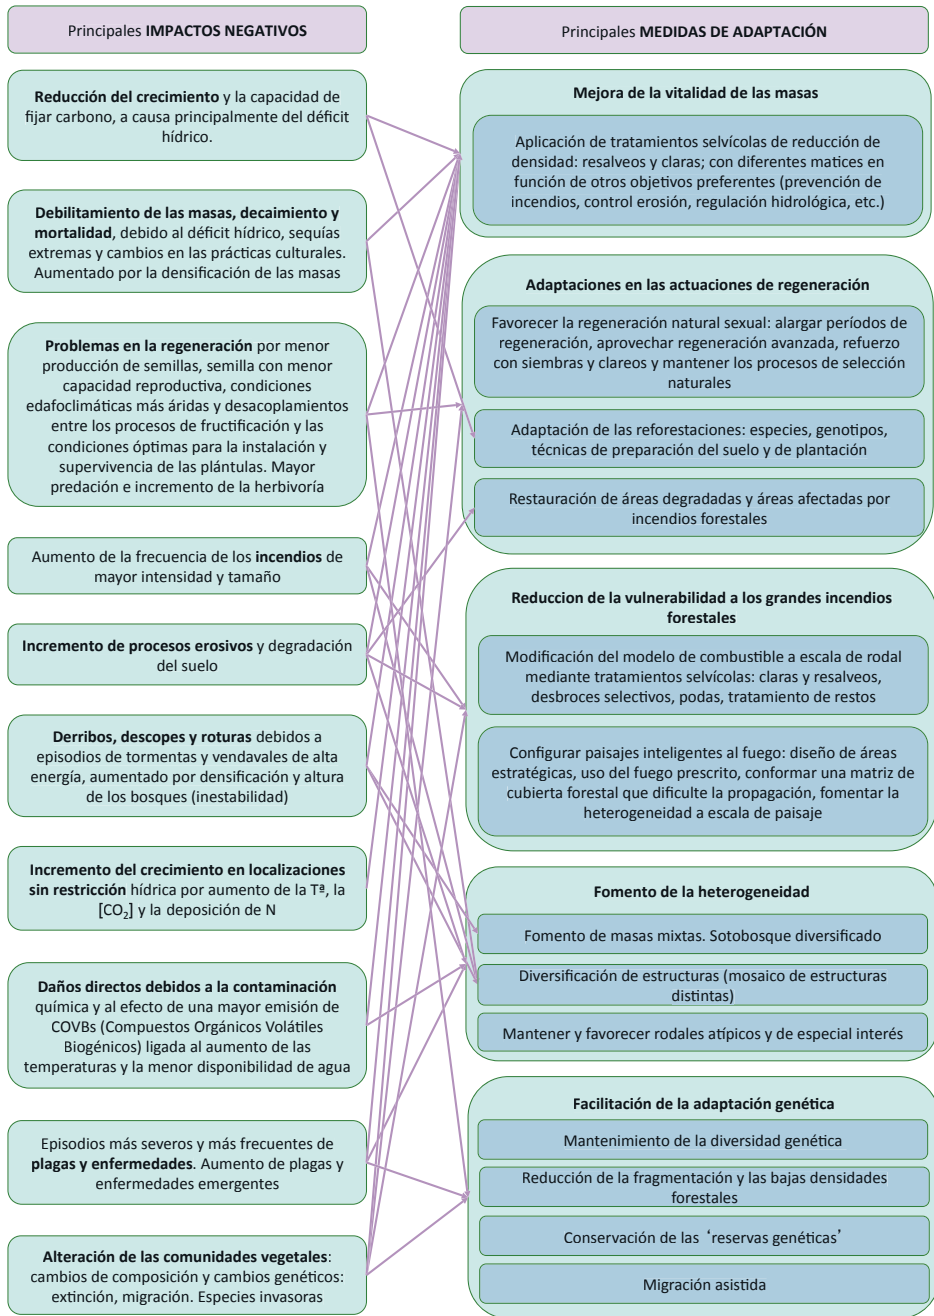 Principales IMPACTOS NEGATIVOS
Reducción del crecimiento y la capacidad de
fijar carbono, a causa principalmente del déficit
hídrico.
Debilitamiento de las masas, decaimiento y
mortalidad, debido al déficit hídrico, sequías
extremas y cambios en las prácticas culturales.
Aumentado por la densificación de las masas
Problemas en la regeneración por menor
producción de semillas, semilla con menor
capacidad reproductiva, condiciones
edafoclimáticas más áridas y desacoplamientos
entre los procesos de fructificación y las
condiciones óptimas para la instalación y
supervivencia de las plántulas. Mayor
predación e incremento de la herbivoría
Aumento de la frecuencia de los incendios de
mayor intensidad y tamaño
Incremento de procesos erosivos y degradación
del suelo
Derribos, descopes y roturas debidos a
episodios de tormentas y vendavales de alta
energía, aumentado por densificación y altura
de los bosques (inestabilidad)
Incremento del crecimiento en localizaciones
sin restricción hídrica por aumento de la Tª, la
[CO₂] y la deposición de N
Daños directos debidos a la contaminación
química y al efecto de una mayor emisión de
COVBs (Compuestos Orgánicos Volátiles
Biogénicos) ligada al aumento de las
temperaturas y la menor disponibilidad de agua
Episodios más severos y más frecuentes de
plagas y enfermedades. Aumento de plagas y
enfermedades emergentes
Alteración de las comunidades vegetales:
cambios de composición y cambios genéticos:
extinción, migración. Especies invasoras
Principales MEDIDAS DE ADAPTACIÓN
Mejora de la vitalidad de las masas
Aplicación de tratamientos selvícolas de reducción de
densidad: resalveos y claras; con diferentes matices en
función de otros objetivos preferentes (prevención de
incendios, control erosión, regulación hidrológica, etc.)
Adaptaciones en las actuaciones de regeneración
Favorecer la regeneración natural sexual: alargar períodos de
regeneración, aprovechar regeneración avanzada, refuerzo
con siembras y clareos y mantener los procesos de selección
naturales
Adaptación de las reforestaciones: especies, genotipos,
técnicas de preparación del suelo y de plantación
Restauración de áreas degradadas y áreas afectadas por
incendios forestales
Reduccion de la vulnerabilidad a los grandes incendios
forestales
Modificación del modelo de combustible a escala de rodal
mediante tratamientos selvícolas: claras y resalveos,
desbroces selectivos, podas, tratamiento de restos
Configurar paisajes inteligentes al fuego: diseño de áreas
estratégicas, uso del fuego prescrito, conformar una matriz de
cubierta forestal que dificulte la propagación, fomentar la
heterogeneidad a escala de paisaje
Fomento de la heterogeneidad
Fomento de masas mixtas. Sotobosque diversificado
Diversificación de estructuras (mosaico de estructuras
distintas)
Mantener y favorecer rodales atípicos y de especial interés
Facilitación de la adaptación genética
Mantenimiento de la diversidad genética
Reducción de la fragmentación y las bajas densidades
forestales
Conservación de las ‘reservas genéticas’
Migración asistida